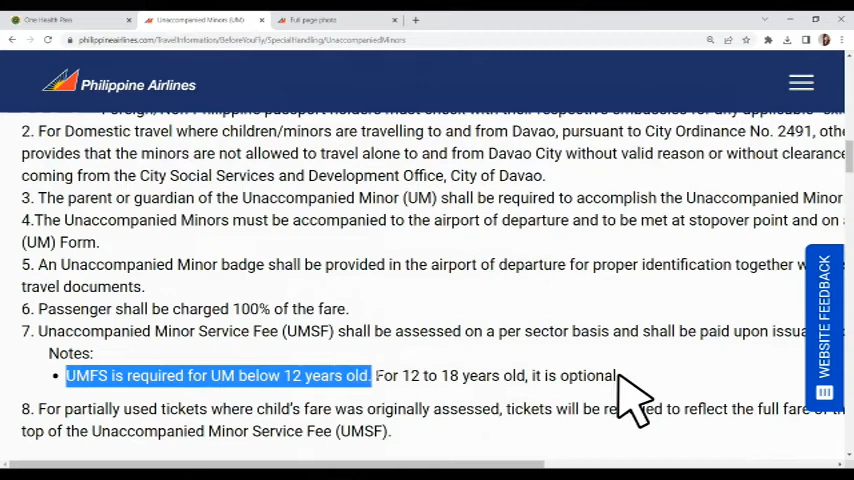 One Health Pass
Unaccompanied Minors (UM)
Full page photo
philippineairlines.com/TravelInformation/BeforeYouFly/SpecialHandling/UnaccompaniedMinors
Philippine Airlines
2. For Domestic travel where children/minors are travelling to and from Davao, pursuant to City Ordinance No. 2491, othe
provides that the minors are not allowed to travel alone to and from Davao City without valid reason or without clearance
coming from the City Social Services and Development Office, City of Davao.
3. The parent or guardian of the Unaccompanied Minor (UM) shall be required to accomplish the Unaccompanied Minor
4.The Unaccompanied Minors must be accompanied to the airport of departure and to be met at stopover point and on a
(UM) Form.
5. An Unaccompanied Minor badge shall be provided in the airport of departure for proper identification together w
travel documents.
6. Passenger shall be charged 100% of the fare.
7. Unaccompanied Minor Service Fee (UMSF) shall be assessed on a per sector basis and shall be paid upon issua
Notes:
• UMFS is required for UM below 12 years old. For 12 to 18 years old, it is optional
8. For partially used tickets where child's fare was originally assessed, tickets will be to reflect the full fare of
top of the Unaccompanied Minor Service Fee (UMSF).
WEBSITE FEEDBACK